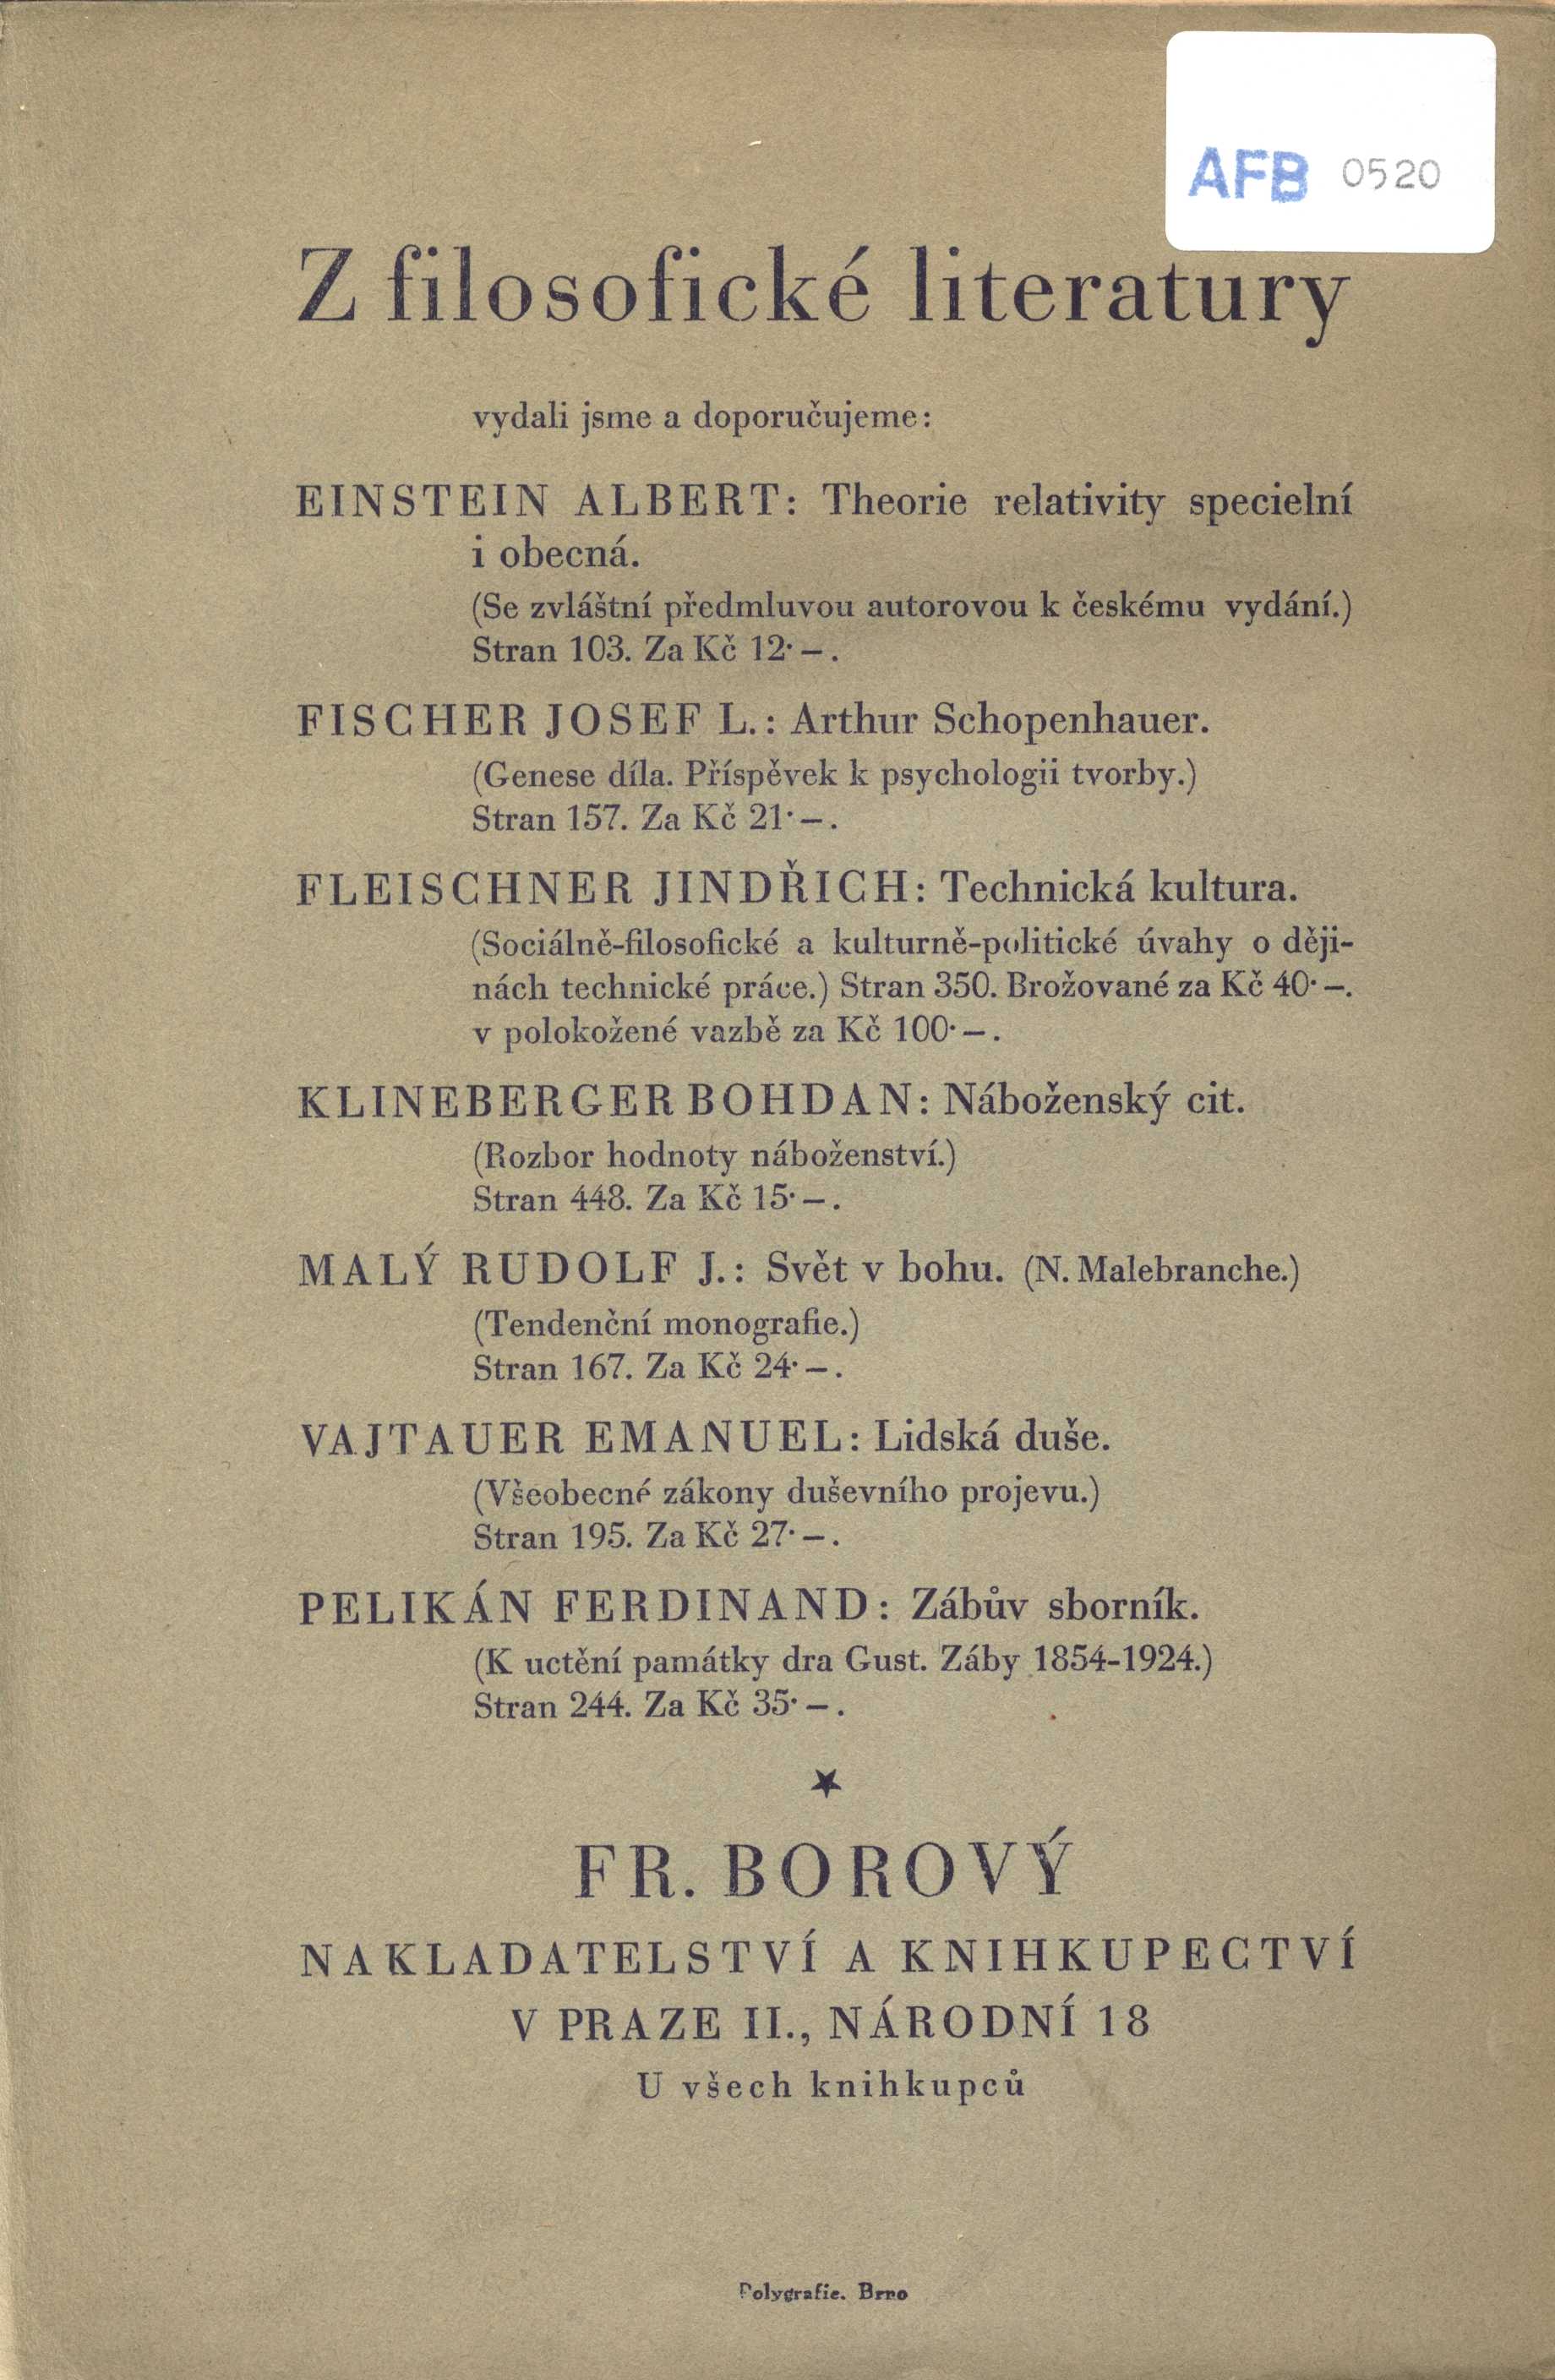 AFB 0520
Z filosofické literatury
vydali jsme a doporučujeme:
EINSTEIN ALBERT: Theorie relativity specielní
i obecná.
(Se zvláštní předmluvou autorovou k českému vydání.)
Stran 103. Za Kč 12·–.
FISCHER JOSEF L.: Arthur Schopenhauer.
(Genese díla. Příspěvek k psychologii tvorby.)
Stran 157. Za Kč 21·–.
FLEISCHNER JINDŘICH: Technická kultura.
(Sociálně-filosofické a kulturně-politické úvahy o ději-
nách technické práce.) Stran 350. Brožované za Kč 40·–.
v polokožené vazbě za Kč 100·–.
KLINEBERGER BOHDAN: Náboženský cit.
(Rozbor hodnoty náboženství.)
Stran 448. Za Kč 15·–.
MALÝ RUDOLF J.: Svět v bohu. (N. Malebranche.)
(Tendenční monografie.)
Stran 167. Za Kč 24·–.
VAJTAUER EMANUEL: Lidská duše.
(Všeobecné zákony duševního projevu.)
Stran 195. Za Kč 27·–.
PELIKÁN FERDINAND: Zábův sborník.
(K uctění památky dra Gust. Záby 1854-1924.)
Stran 244. Za Kč 35·–.
★
FR. BOROVÝ
NAKLADATELSTVÍ A KNIHKUPECTVÍ
V PRAZE II., NÁRODNÍ 18
U všech knihkupců
Polygrafie. Brno